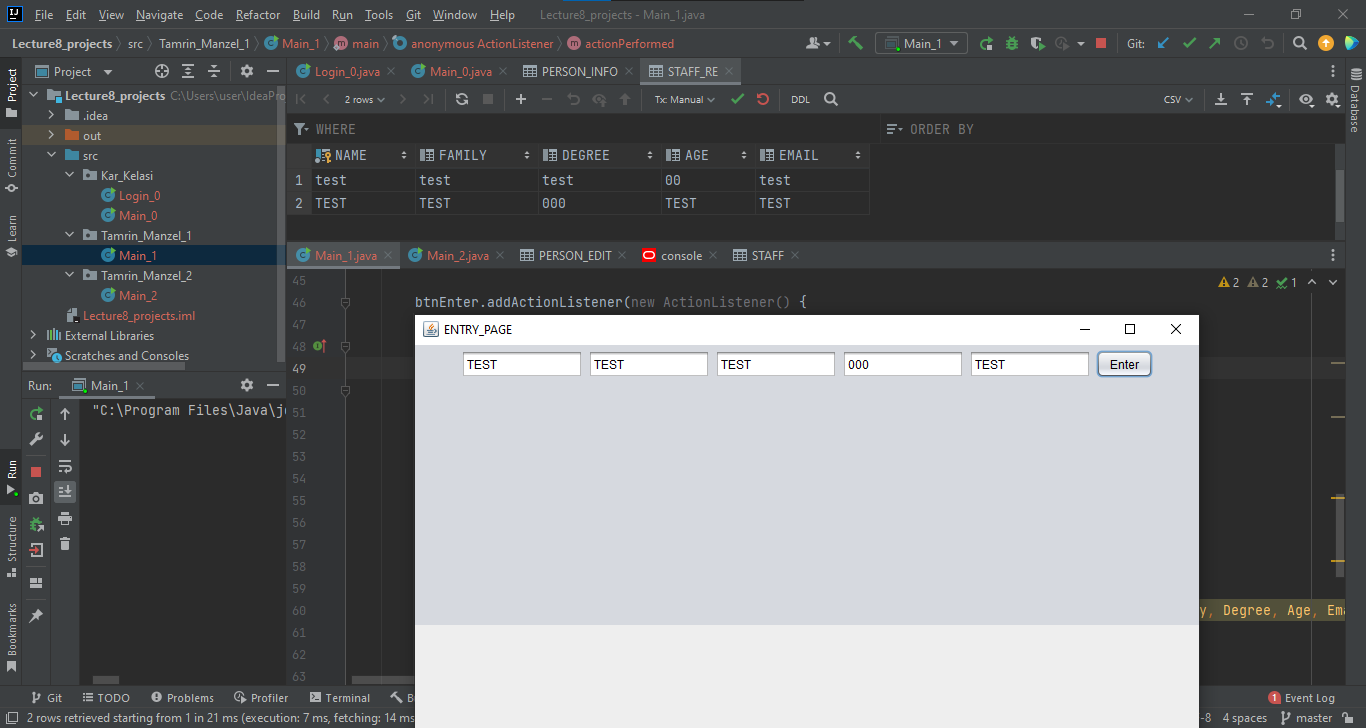 File Edit View Navigate Code Refactor Build Run Tools Git Window Help Lecture8_projects - Main_1.java
Lecture8_projects src Tamrin_Manzel_1 Main_1 main anonymous ActionListener actionPerformed Main_1 Git:
Project
Login_0.java Main_0.java PERSON_INFO STAFF_RE
Lecture8_projects C:\Users\user\IdeaPro
2 rows Tx: Manual DDL CSV
.idea
out
WHERE ORDER BY
src
NAME FAMILY DEGREE AGE EMAIL
Kar_Kelasi
1 test test test 00 test
Login_0
2 TEST TEST 000 TEST TEST
Main_0
Tamrin_Manzel_1
Main_1
Main_1.java Main_2.java PERSON_EDIT console STAFF
Tamrin_Manzel_2
Main_2
Lecture8_projects.iml
External Libraries
Scratches and Consoles
45
2 2 1
46 btnEnter.addActionListener(new ActionListener() {
47
48
49
50
51
52
53
54
55
56
57
58
59
60 y, Degree, Age, Ema
61
62
63
ENTRY_PAGE
TEST TEST TEST 000 TEST Enter
Run: Main_1
"C:\Program Files\Java\j
Project
Commit
Learn
Run
Structure
Bookmarks
Database
Git TODO Problems Profiler Terminal B
1 Event Log
2 rows retrieved starting from 1 in 21 ms (execution: 7 ms, fetching: 14 ms
-8 4 spaces master